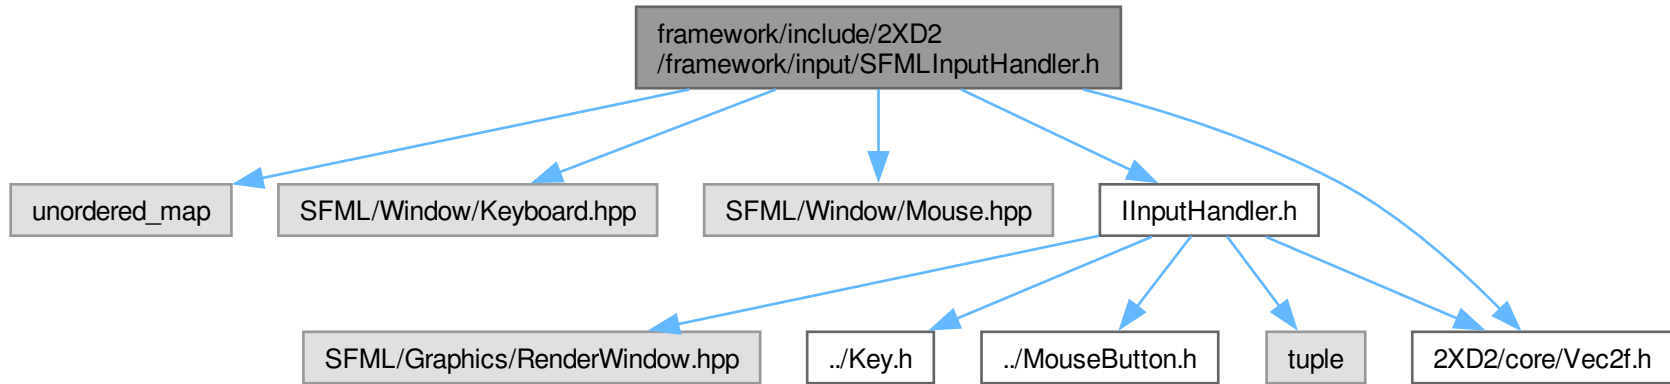 framework/include/2XD2
/framework/input/SFMLInputHandler.h
unordered_map
SFML/Window/Keyboard.hpp
SFML/Window/Mouse.hpp
IInputHandler.h
SFML/Graphics/RenderWindow.hpp
../Key.h
../MouseButton.h
tuple
2XD2/core/Vec2f.h